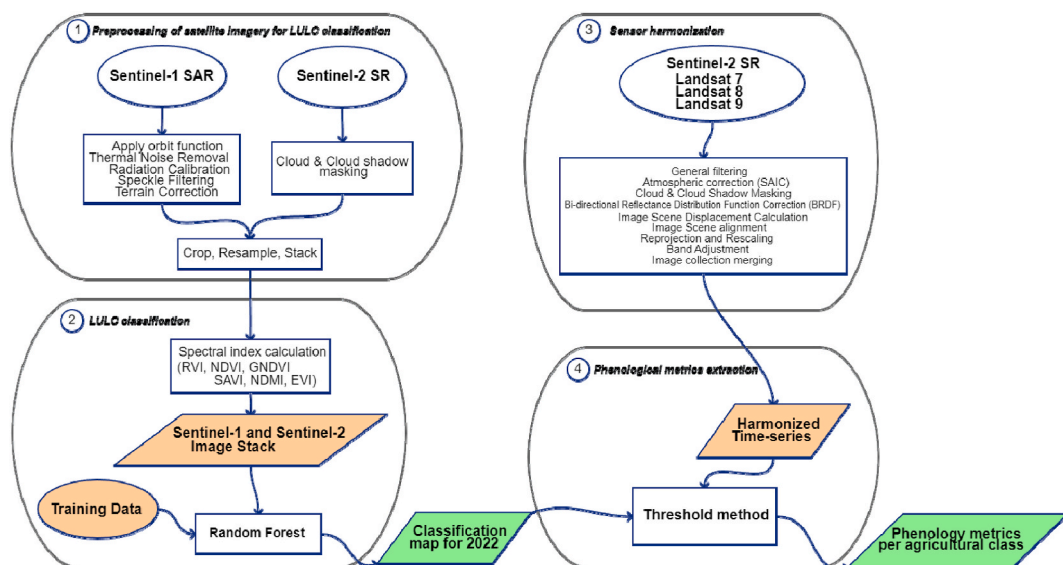 1 Preprocessing of satellite imagery for LULC classification
Sentinel-1 SAR
Sentinel-2 SR
Apply orbit function
Thermal Noise Removal
Radiation Calibration
Speckle Filtering
Terrain Correction
Cloud & Cloud shadow
masking
Crop, Resample, Stack
2 LULC classification
Spectral index calculation
(RVI, NDVI, GNDVI
SAVI, NDMI, EVI)
Sentinel-1 and Sentinel-2
Image Stack
Training Data
Random Forest
Classification
map for 2022
3 Sensor harmonization
Sentinel-2 SR
Landsat 7
Landsat 8
Landsat 9
General filtering
Atmospheric correction (SAIC)
Cloud & Cloud Shadow Masking
Bi-directional Reflectance Distribution Function Correction (BRDF)
Image Scene Displacement Calculation
Image Scene alignment
Reprojection and Rescaling
Band Adjustment
Image collection merging
4 Phenological metrics extraction
Harmonized
Time-series
Threshold method
Phenology metrics
per agricultural class